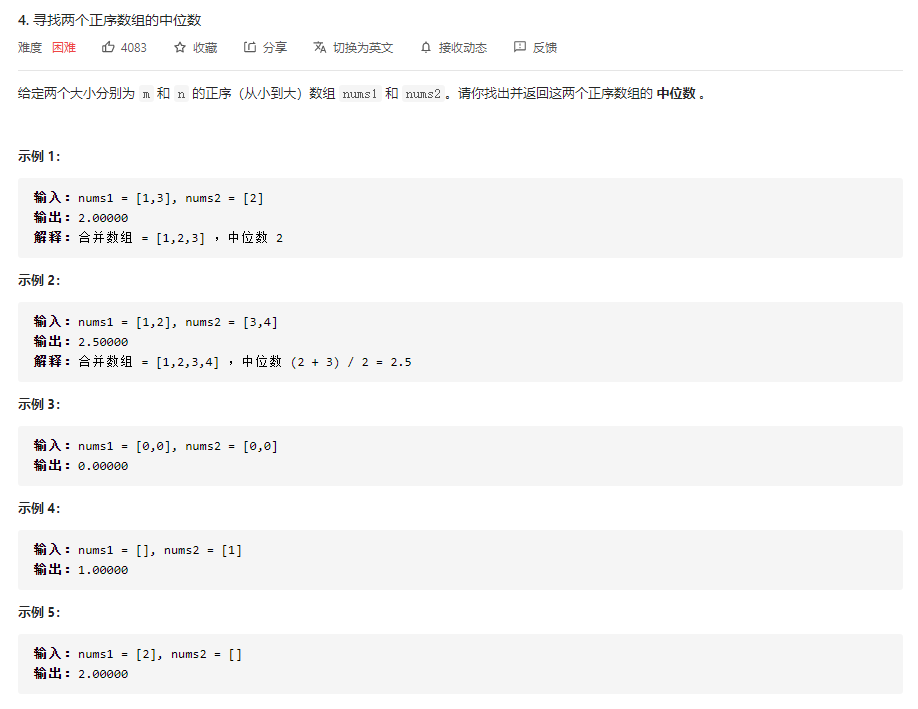 4. 寻找两个正序数组的中位数
难度 困难 4083 收藏 分享 切换为英文 接收动态 反馈
给定两个大小分别为 m 和 n 的正序（从小到大）数组 nums1 和 nums2。请你找出并返回这两个正序数组的 中位数 。
示例 1：
输入：nums1 = [1,3], nums2 = [2]
输出：2.00000
解释：合并数组 = [1,2,3] ，中位数 2
示例 2：
输入：nums1 = [1,2], nums2 = [3,4]
输出：2.50000
解释：合并数组 = [1,2,3,4] ，中位数 (2 + 3) / 2 = 2.5
示例 3：
输入：nums1 = [0,0], nums2 = [0,0]
输出：0.00000
示例 4：
输入：nums1 = [], nums2 = [1]
输出：1.00000
示例 5：
输入：nums1 = [2], nums2 = []
输出：2.00000